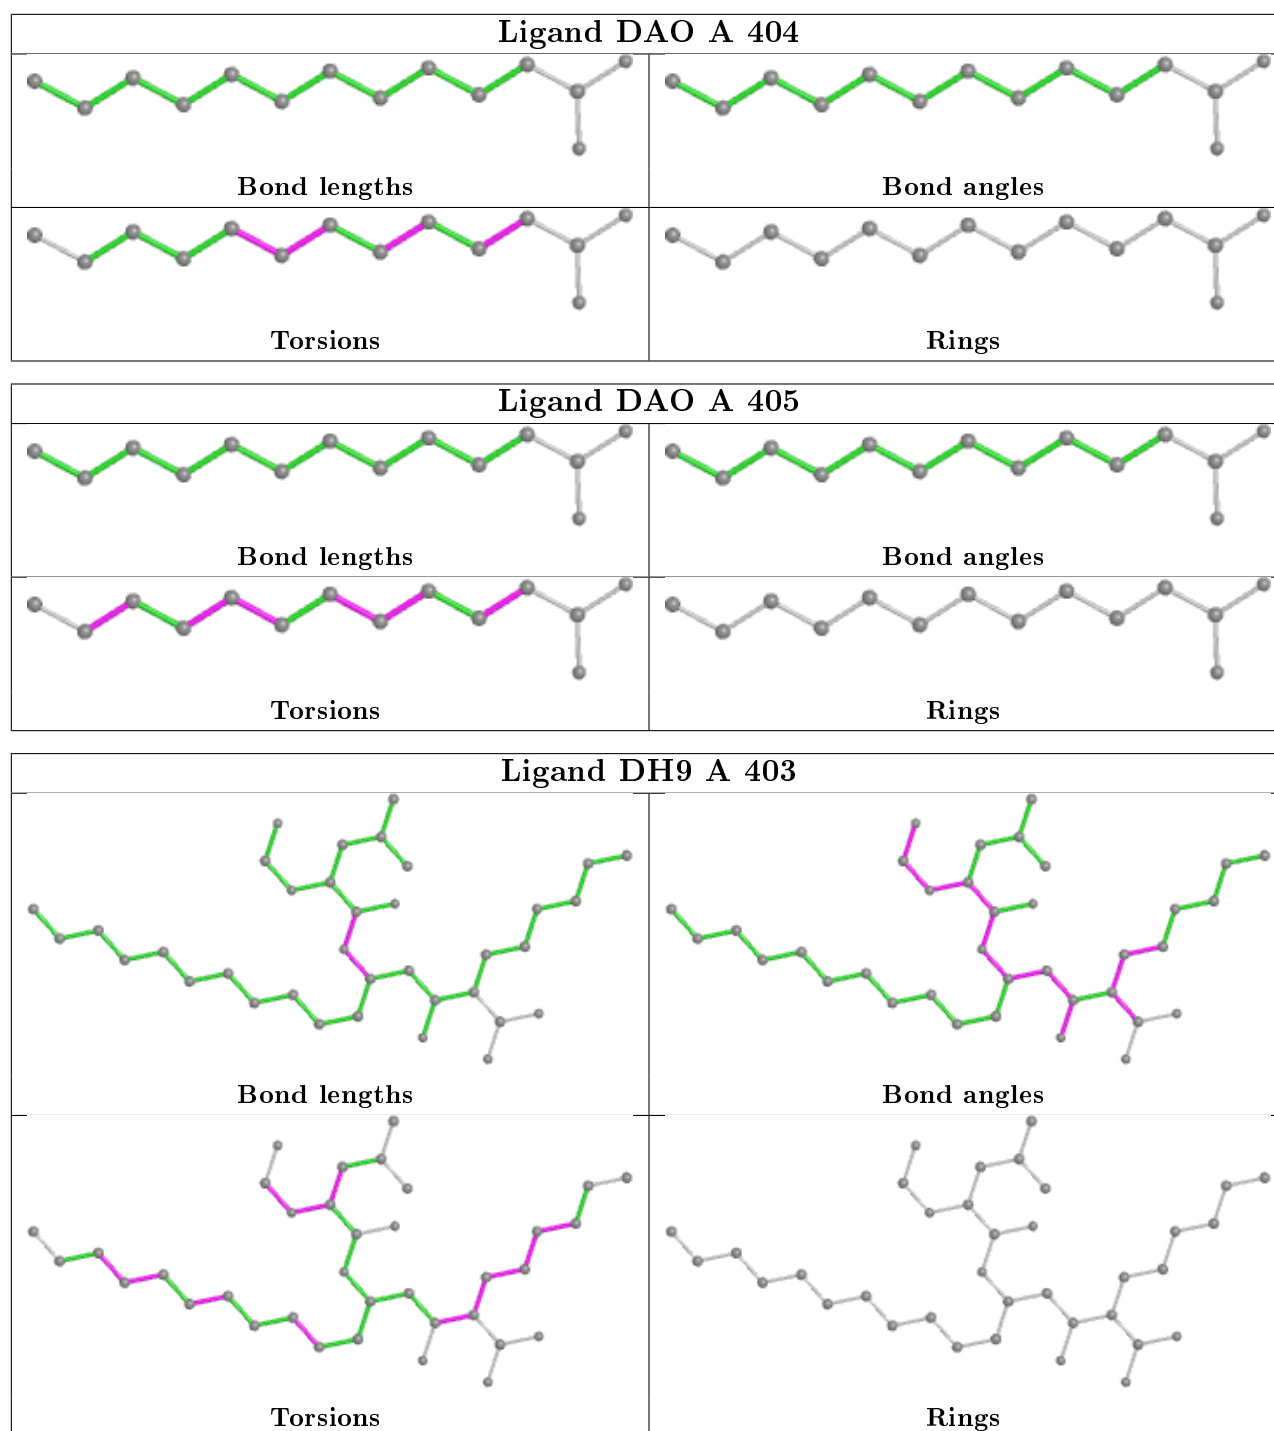 Ligand DAO A 404
Bond lengths
Bond angles
Torsions
Rings
Ligand DAO A 405
Bond lengths
Bond angles
Torsions
Rings
Ligand DH9 A 403
Bond lengths
Bond angles
Torsions
Rings